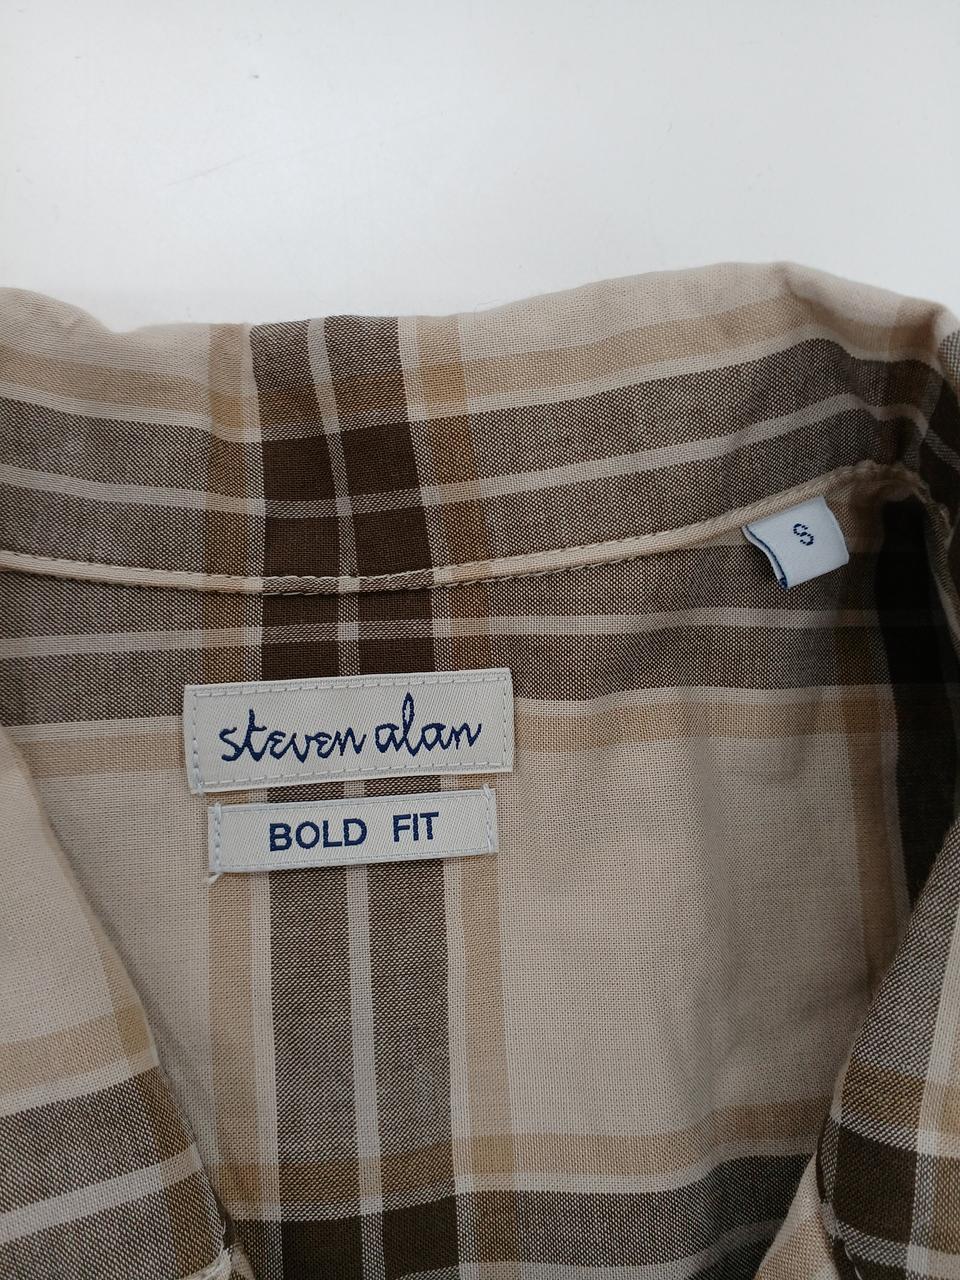 S
steven alan
BOLD FIT